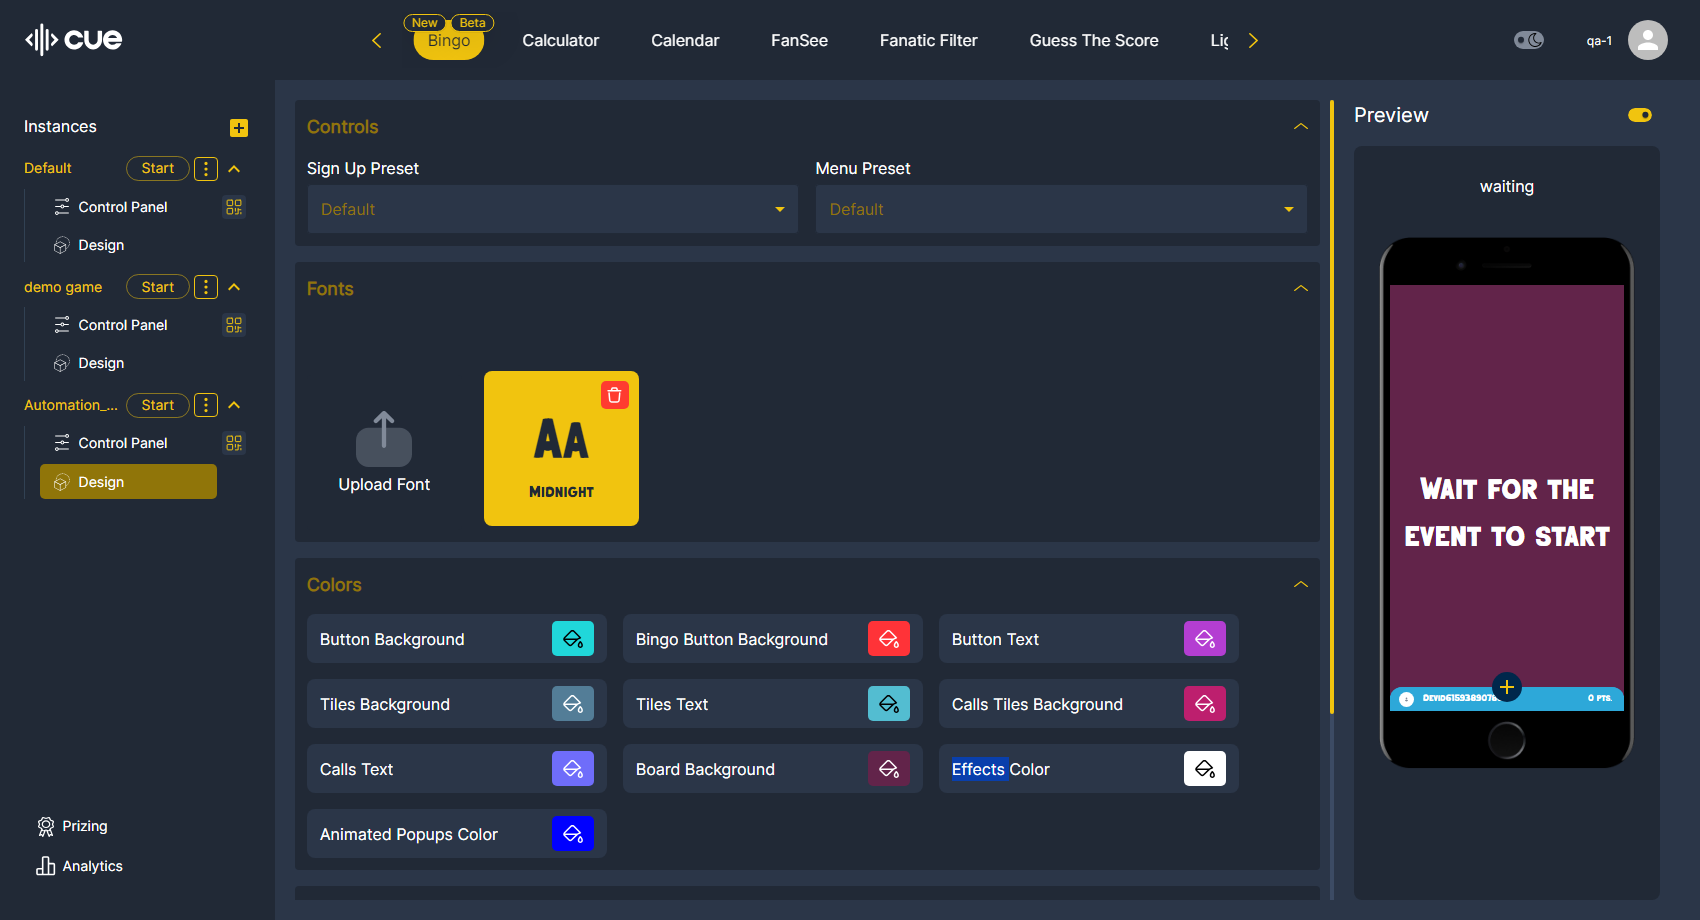 cue
New Beta
Bingo Calculator Calendar FanSee Fanatic Filter Guess The Score
qa-1
Instances
Default Start
Control Panel
Design
demo game Start
Control Panel
Design
Automation_... Start
Control Panel
Design
Prizing
Analytics
Controls
Sign Up Preset Menu Preset
Default Default
Fonts
Upload Font
Aa
Midnight
Colors
Button Background Bingo Button Background Button Text
Tiles Background Tiles Text Calls Tiles Background
Calls Text Board Background Effects Color
Animated Popups Color
Preview
waiting
Wait for the
event to start
0 pts.